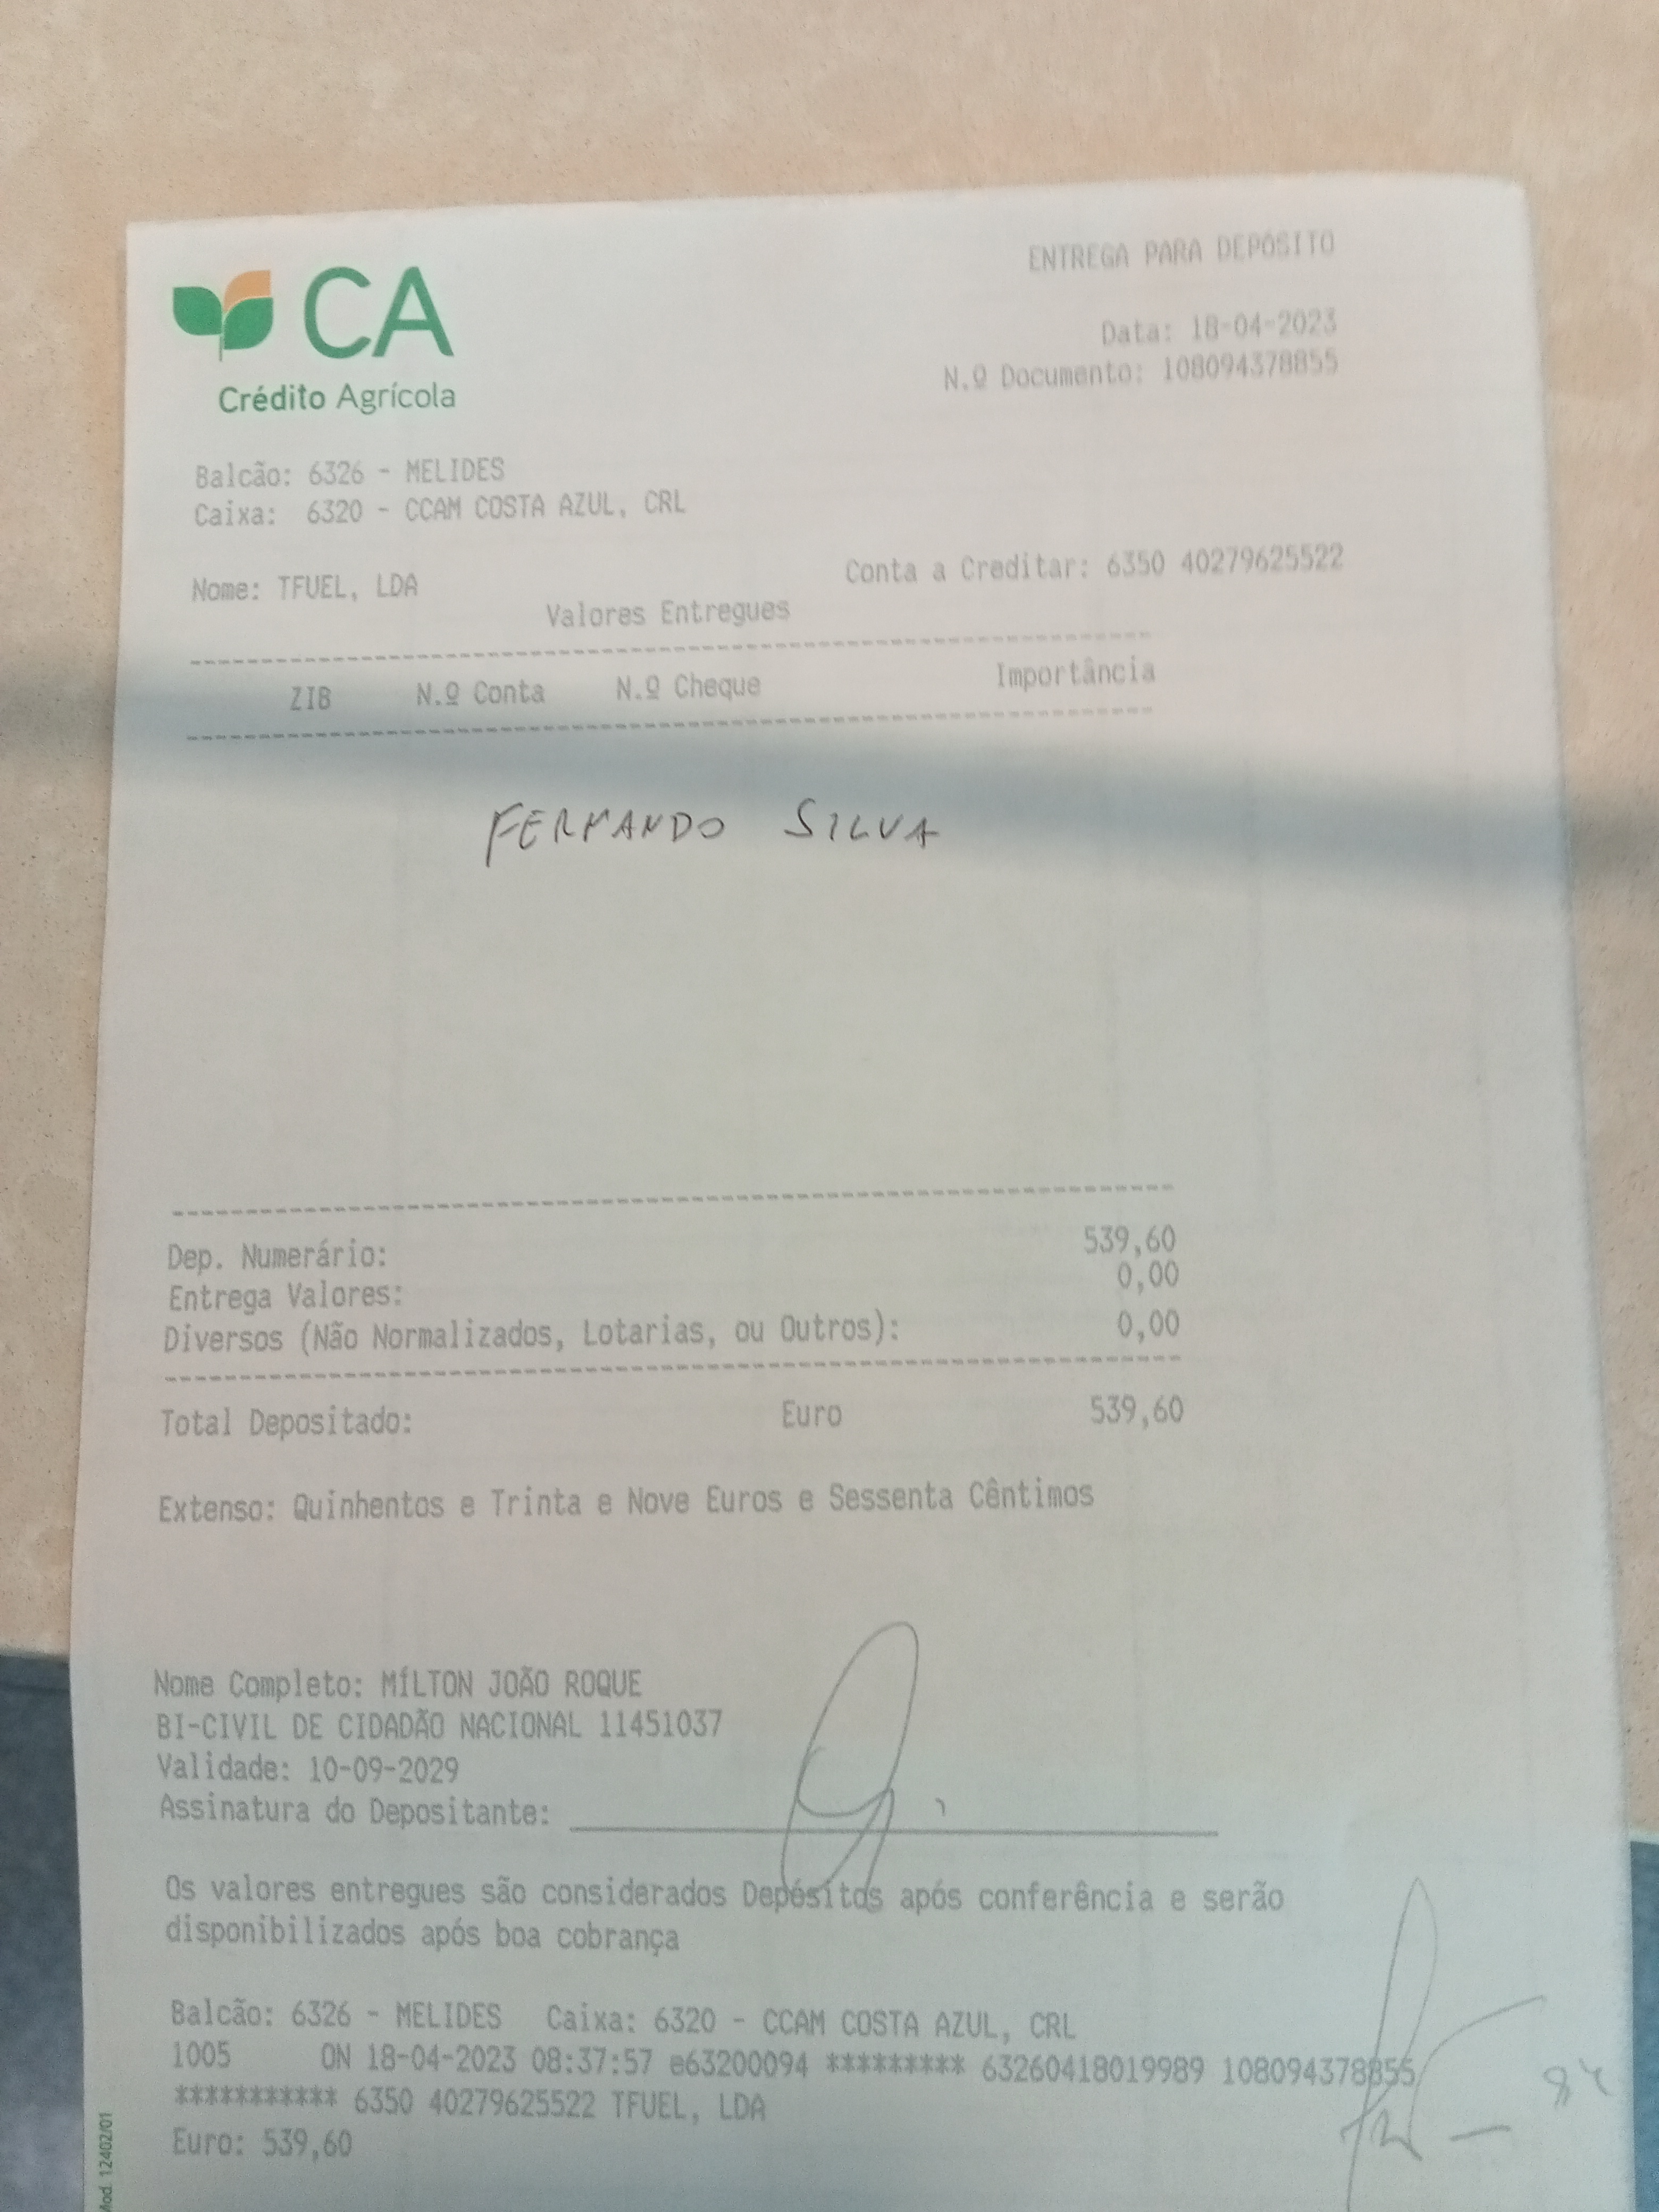 CA
Crédito Agrícola
ENTREGA PARA DEPÓSITO
Data: 18-04-2023
N.º Documento: 108094378855
Balcão: 6326 - MELIDES
Caixa: 6320 - CCAM COSTA AZUL, CRL
Nome: TFUEL, LDA
Conta a Creditar: 6350 40279625522
Valores Entregues
ZIB N.º Conta N.º Cheque Importância
FERNANDO SILVA
Dep. Numerário: 539,60
Entrega Valores: 0,00
Diversos (Não Normalizados, Lotarias, ou Outros): 0,00
Total Depositado: Euro 539,60
Extenso: Quinhentos e Trinta e Nove Euros e Sessenta Cêntimos
Nome Completo: MÍLTON JOÃO ROQUE
BI-CIVIL DE CIDADÃO NACIONAL 11451037
Validade: 10-09-2029
Assinatura do Depositante:
Os valores entregues são considerados Depósitos após conferência e serão
disponibilizados após boa cobrança
Balcão: 6326 - MELIDES Caixa: 6320 - CCAM COSTA AZUL, CRL
1005 ON 18-04-2023 08:37:57 e63200094 ********* 63260418019989 108094378855
*********** 6350 40279625522 TFUEL, LDA
Euro: 539,60
Mod. 12402/01